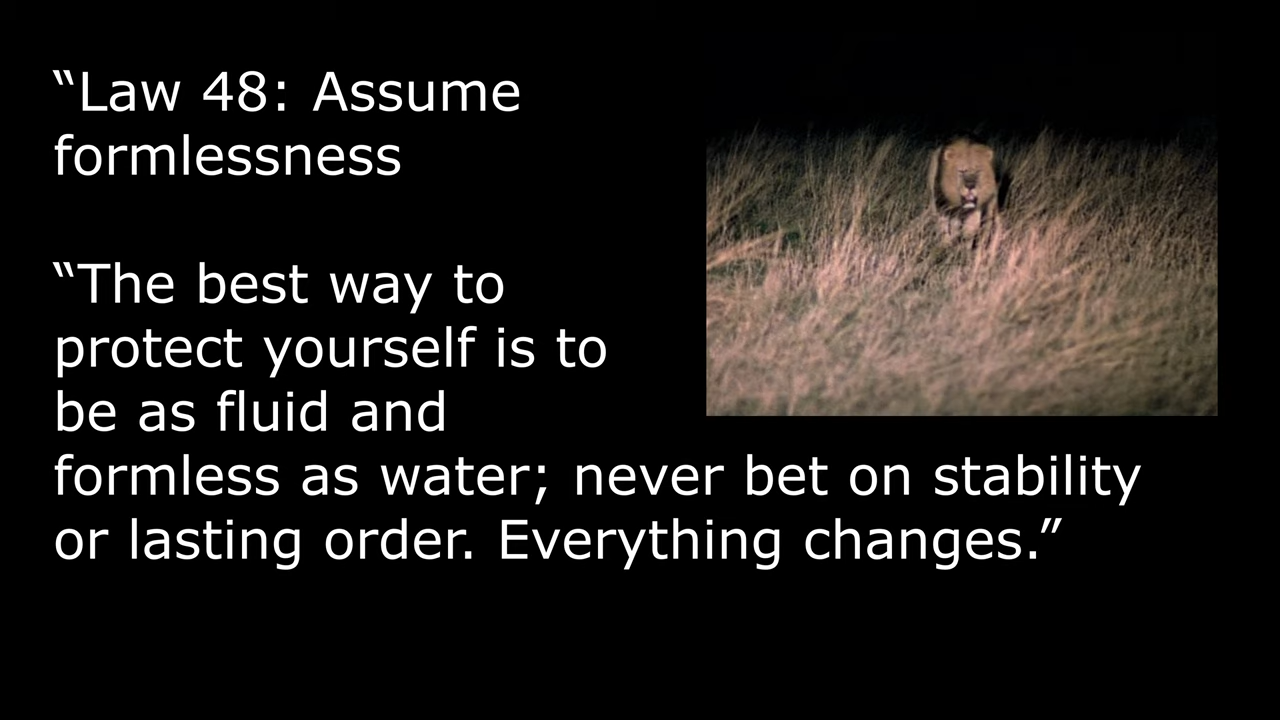 “Law 48: Assume
formlessness
“The best way to
protect yourself is to
be as fluid and
formless as water; never bet on stability
or lasting order. Everything changes.”